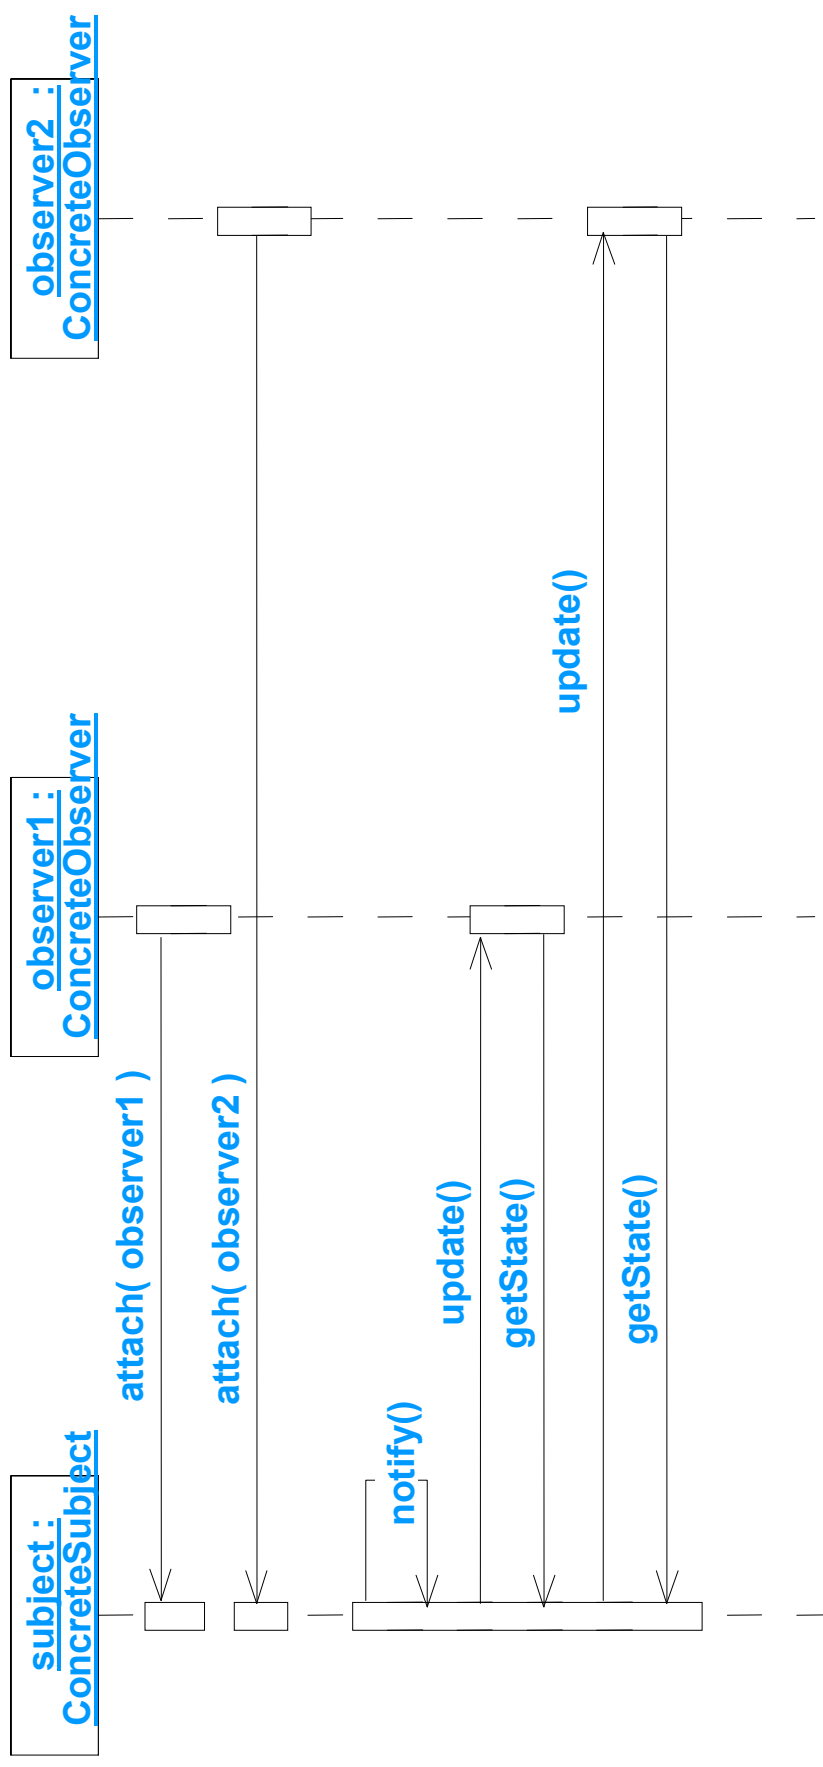 subject :
ConcreteSubject
observer1 :
ConcreteObserver
observer2 :
ConcreteObserver
attach( observer1 )
attach( observer2 )
notify()
update()
getState()
update()
getState()